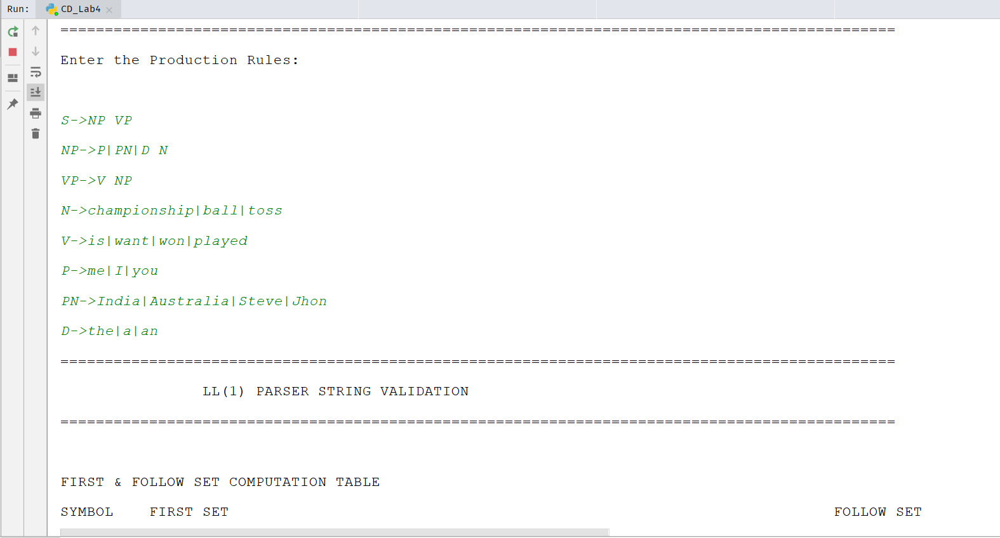 Run: CD_Lab4
==============================================================================================
Enter the Production Rules:
S->NP VP
NP->P|PN|D N
VP->V NP
N->championship|ball|toss
V->is|want|won|played
P->me|I|you
PN->India|Australia|Steve|Jhon
D->the|a|an
==============================================================================================
LL(1) PARSER STRING VALIDATION
==============================================================================================
FIRST & FOLLOW SET COMPUTATION TABLE
SYMBOL FIRST SET FOLLOW SET